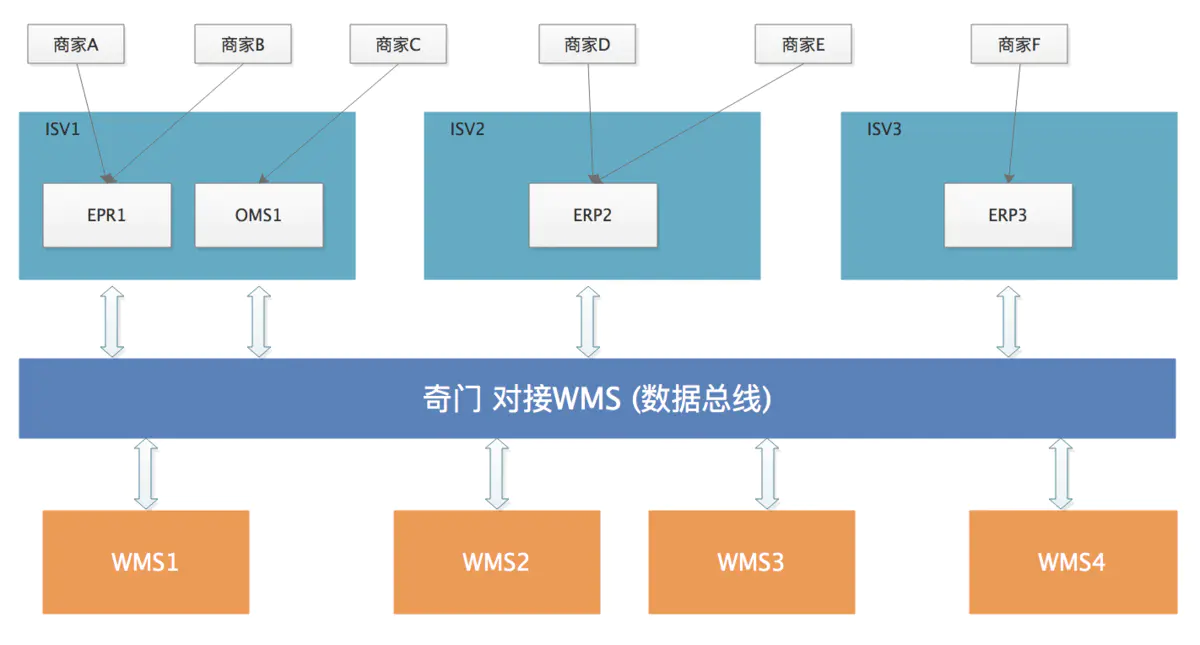 商家A
商家B
商家C
商家D
商家E
商家F
ISV1
ISV2
ISV3
EPR1
OMS1
ERP2
ERP3
奇门 对接WMS (数据总线)
WMS1
WMS2
WMS3
WMS4